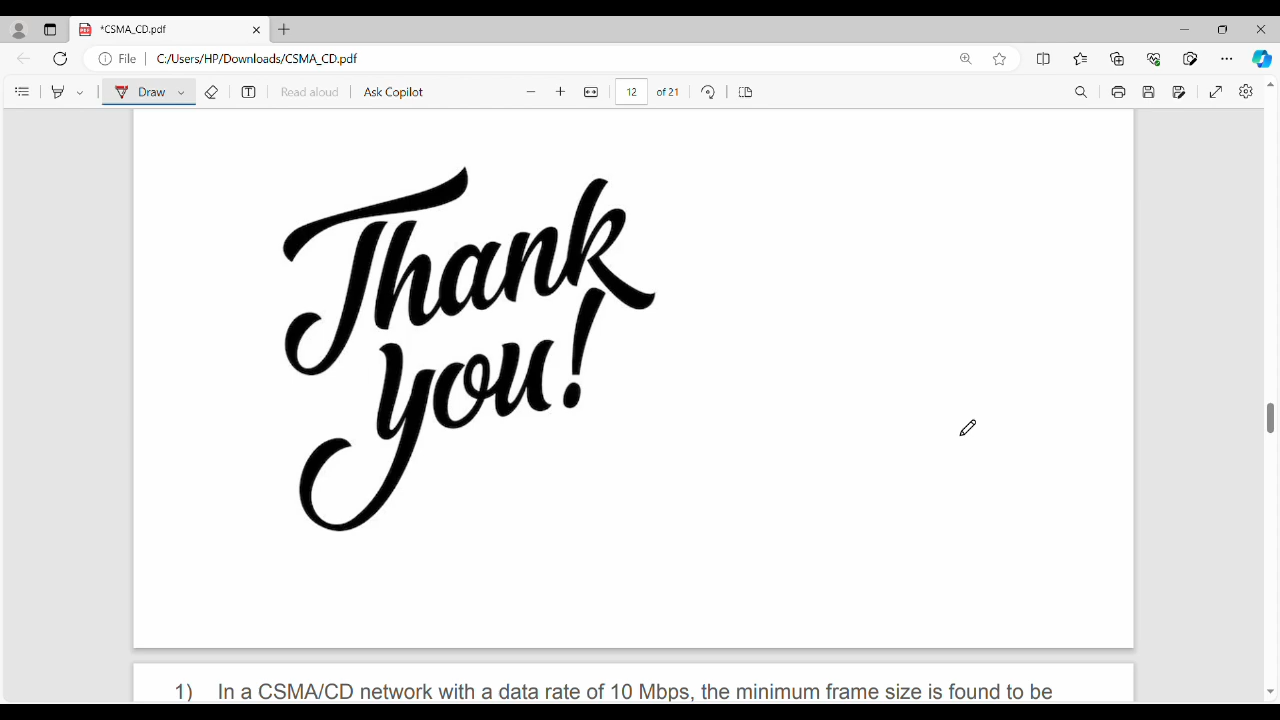 *CSMA_CD.pdf
File
C:/Users/HP/Downloads/CSMA_CD.pdf
Draw
Read aloud
Ask Copilot
12
of 21
Thank
you!
1) In a CSMA/CD network with a data rate of 10 Mbps, the minimum frame size is found to be